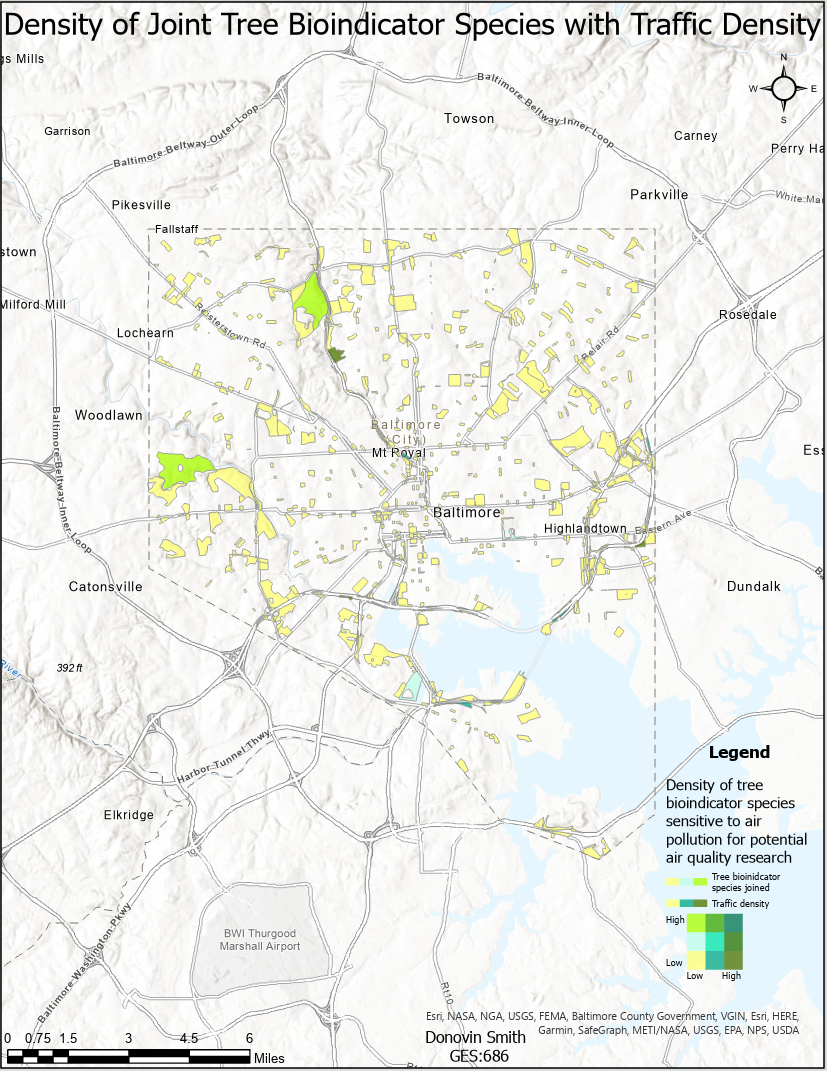 Density of Joint Tree Bioindicator Species with Traffic Density
gs Mills
N
W E
S
Towson
Garrison
Carney
Perry Ha
Baltimore-Beltway-Outer Loop
Baltimore-Beltway-Inner Loop
Parkville
White-Mar
Pikesville
Fallstaff
stown
Milford Mill
Reisterstown Rd
Lochearn
Rosedale
Belair-Rd
Woodlawn
Baltimore City
Mt Royal
Ess
Baltimore-Beltway-Inner Loop
Baltimore
Highlandtown
Eastern Ave
Catonsville
Dundalk
Ba
392 ft
River
Harbor Tunnel Thwy
Elkridge
BWI Thurgood
Marshall Airport
Baltimore-Washington Pkwy
Rt10
Legend
Density of tree
bioindicator species
sensitive to air
pollution for potential
air quality research
Tree bioinidcator
species joined
Traffic density
High
Low
Low High
Esri, NASA, NGA, USGS, FEMA, Baltimore County Government, VGIN, Esri, HERE,
Garmin, SafeGraph, METI/NASA, USGS, EPA, NPS, USDA
Donovin Smith
GES:686
0 0.75 1.5 3 4.5 6
Miles